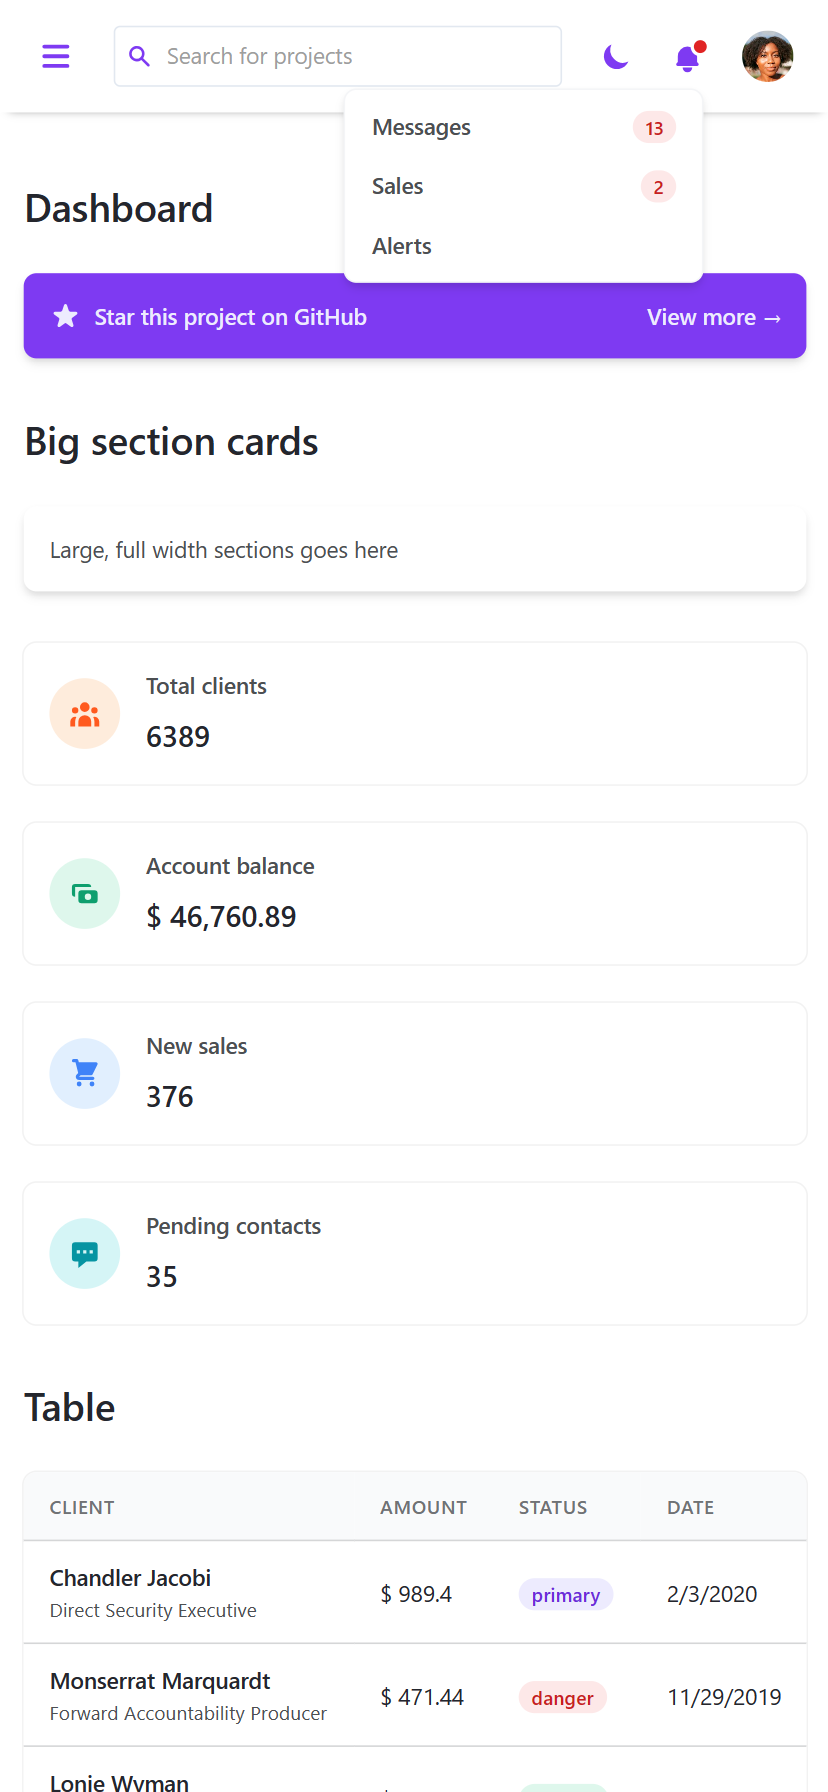 Search for projects
Messages 13
Sales 2
Alerts
Dashboard
Star this project on GitHub View more →
Big section cards
Large, full width sections goes here
Total clients
6389
Account balance
$ 46,760.89
New sales
376
Pending contacts
35
Table
CLIENT AMOUNT STATUS DATE
Chandler Jacobi
Direct Security Executive
$ 989.4 primary 2/3/2020
Monserrat Marquardt
Forward Accountability Producer
$ 471.44 danger 11/29/2019
Lonie Wyman